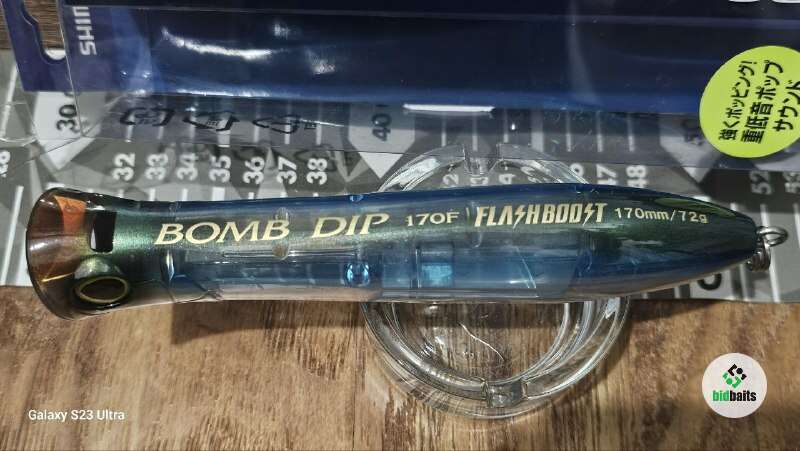 SHIM
強くポッピング!
重低音ポップ
サウンド
30.0
40
32 33 34 35 36 37 38
52
BOMB DIP 170F FLASHBOOST 170mm/72g
bidbaits
Galaxy S23 Ultra